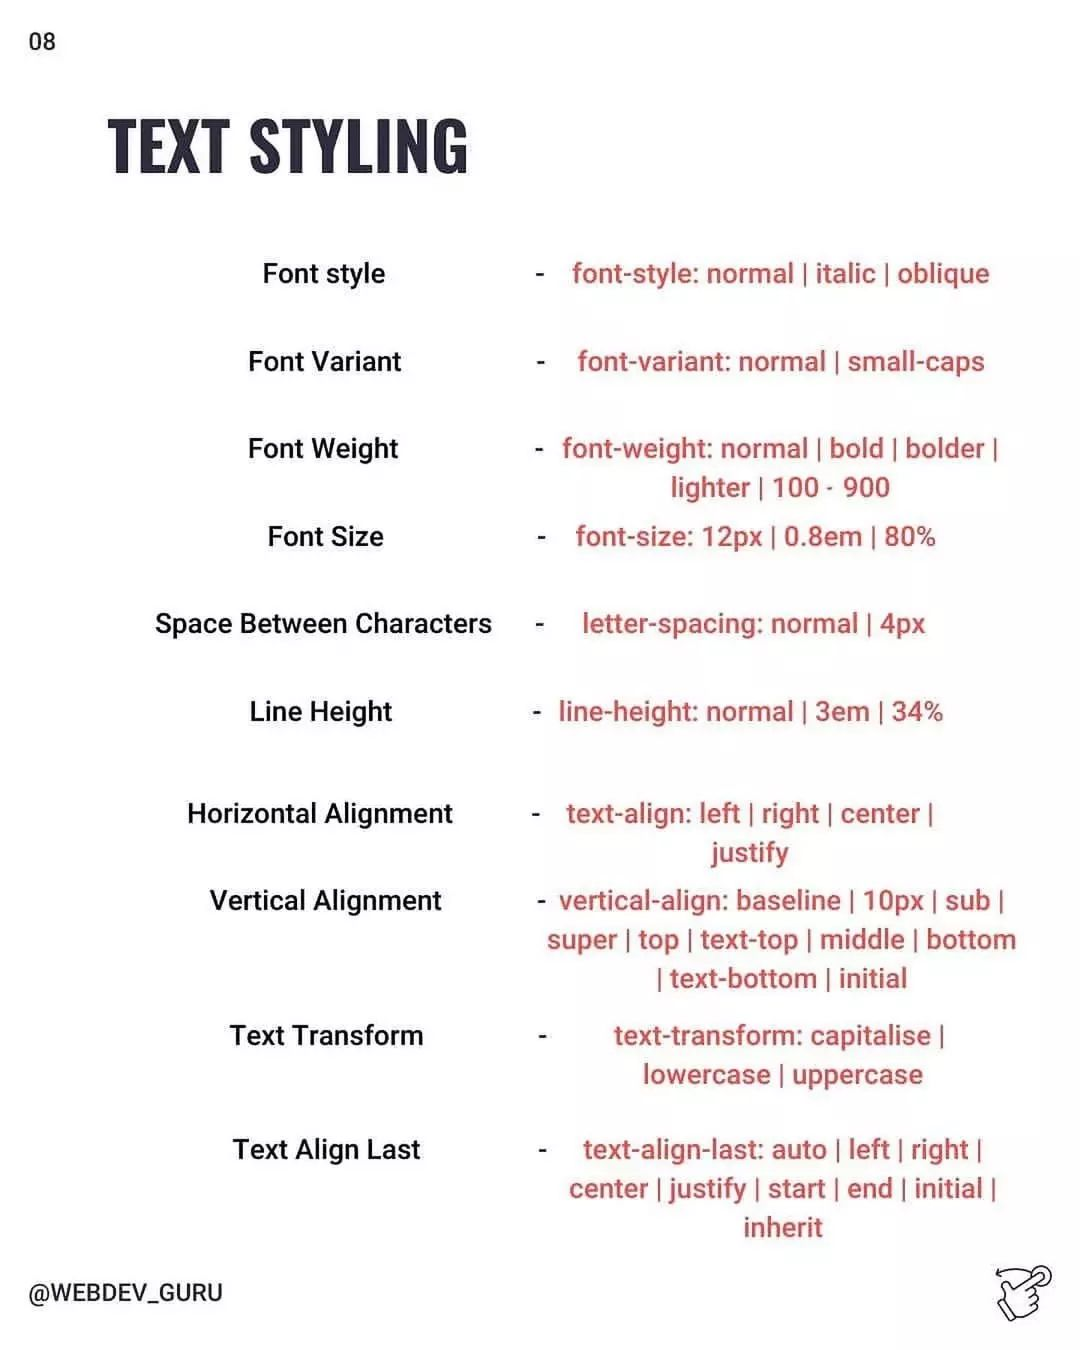 08
TEXT STYLING
Font style - font-style: normal | italic | oblique
Font Variant - font-variant: normal | small-caps
Font Weight - font-weight: normal | bold | bolder |
lighter | 100 - 900
Font Size - font-size: 12px | 0.8em | 80%
Space Between Characters - letter-spacing: normal | 4px
Line Height - line-height: normal | 3em | 34%
Horizontal Alignment - text-align: left | right | center |
justify
Vertical Alignment - vertical-align: baseline | 10px | sub |
super | top | text-top | middle | bottom
| text-bottom | initial
Text Transform - text-transform: capitalise |
lowercase | uppercase
Text Align Last - text-align-last: auto | left | right |
center | justify | start | end | initial |
inherit
@WEBDEV_GURU